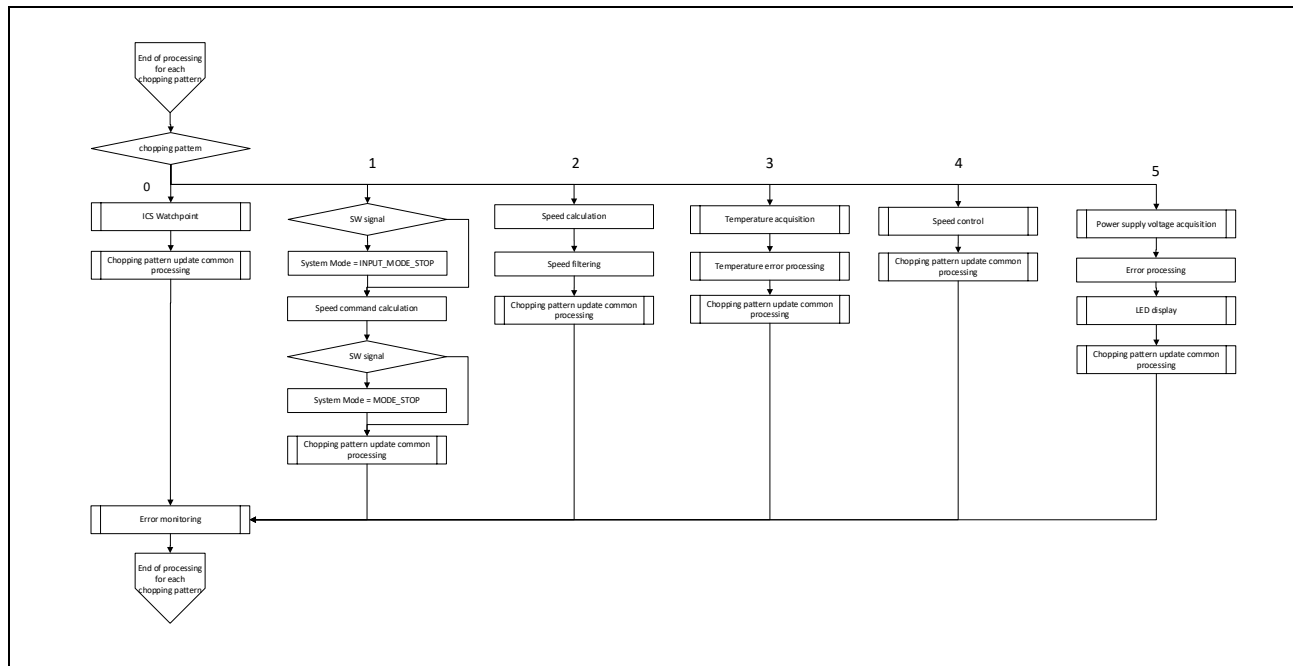 End of processing
for each
chopping pattern
chopping pattern
0
1
2
3
4
5
ICS Watchpoint
Chopping pattern update common
processing
SW signal
System Mode = INPUT_MODE_STOP
Speed command calculation
SW signal
System Mode = MODE_STOP
Chopping pattern update common
processing
Speed calculation
Speed filtering
Chopping pattern update common
processing
Temperature acquisition
Temperature error processing
Chopping pattern update common
processing
Speed control
Chopping pattern update common
processing
Power supply voltage acquisition
Error processing
LED display
Chopping pattern update common
processing
Error monitoring
End of processing
for each
chopping pattern